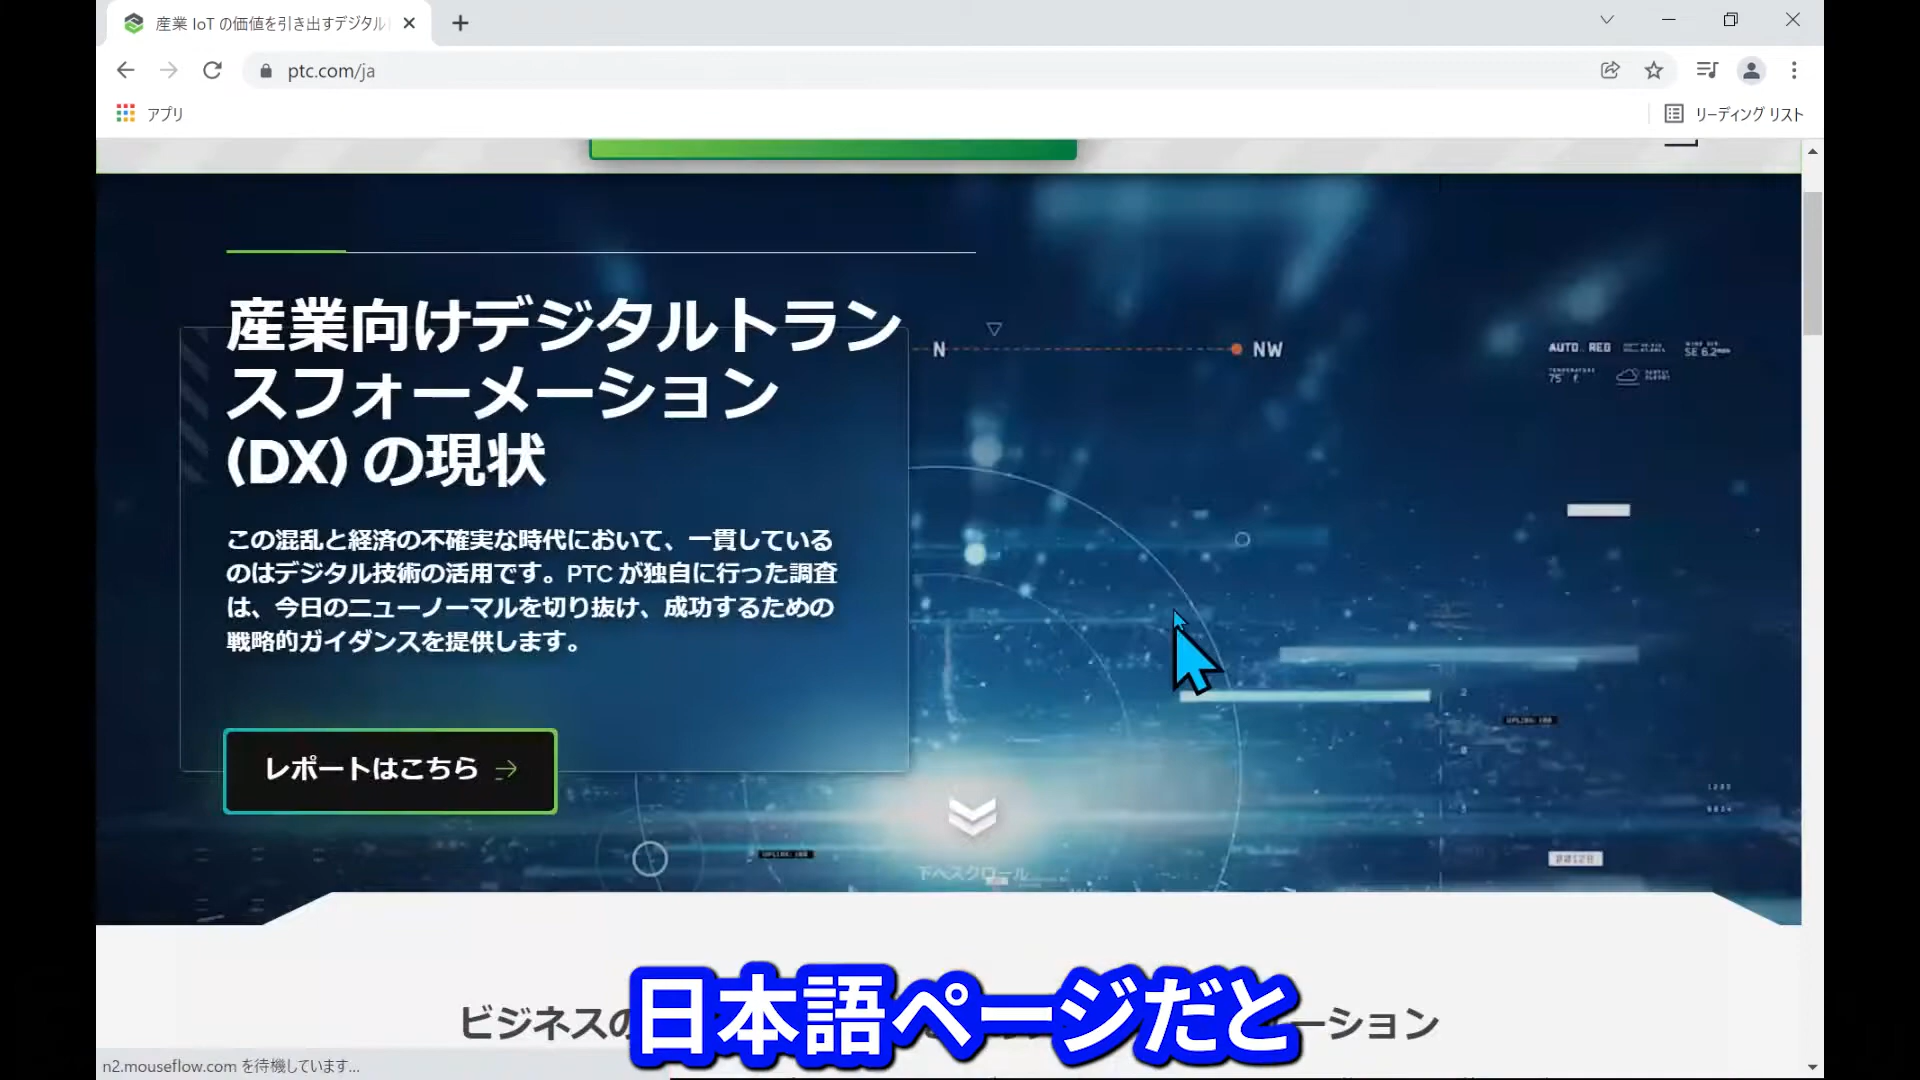 産業 IoT の価値を引き出すデジタル
ptc.com/ja
アプリ
リーディング リスト
産業向けデジタルトラン
スフォーメーション
(DX) の現状
この混乱と経済の不確実な時代において、一貫している
のはデジタル技術の活用です。PTC が独自に行った調査
は、今日のニューノーマルを切り抜け、成功するための
戦略的ガイダンスを提供します。
レポートはこちら
N
NW
AUTO RED
SE 6.2
TEMPERATURE
75 f
下へスクロール
ビジネスの
ーション
日本語ページだと
n2.mouseflow.com を待機しています...